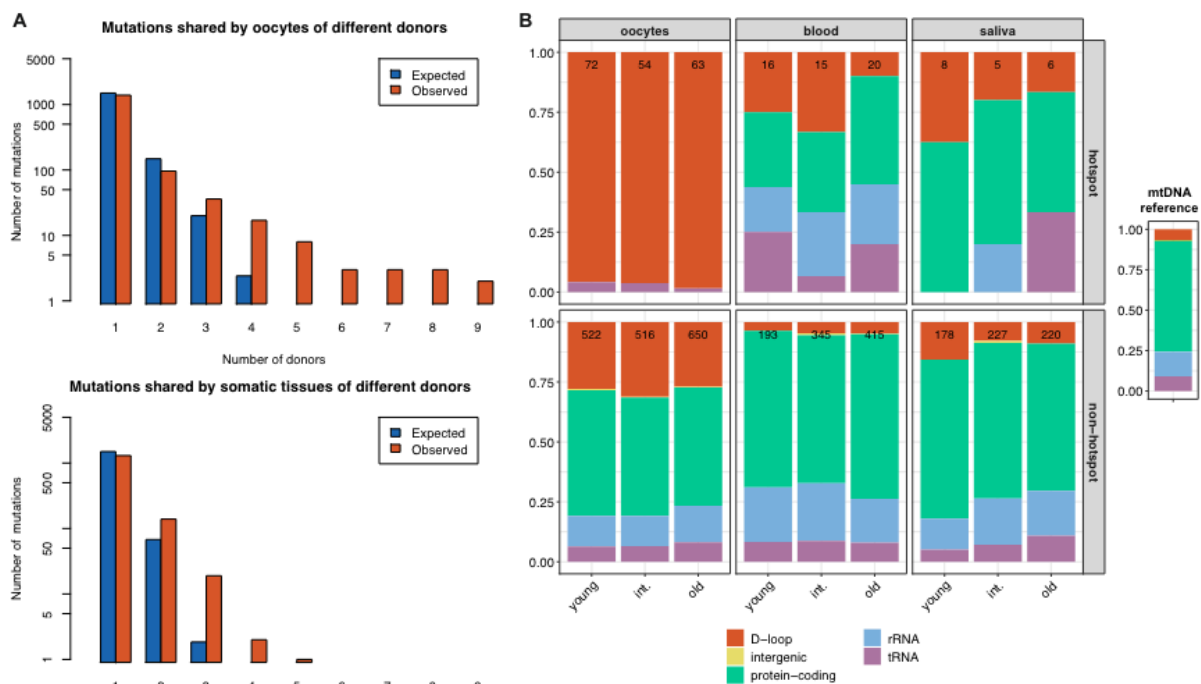 A
Mutations shared by oocytes of different donors
Number of mutations
5000
1000
500
100
50
10
5
1
Expected
Observed
1 2 3 4 5 6 7 8 9
Number of donors
Mutations shared by somatic tissues of different donors
Number of mutations
5000
500
50
5
1
Expected
Observed
B
oocytes blood saliva
1.00
0.75
0.50
0.25
0.00
72 54 63 16 15 20 8 5 6
hotspot
1.00
0.75
0.50
0.25
0.00
522 516 650 193 345 415 178 227 220
non-hotspot
young int. old young int. old young int. old
D-loop
intergenic
protein-coding
rRNA
tRNA
mtDNA
reference
1.00
0.75
0.50
0.25
0.00